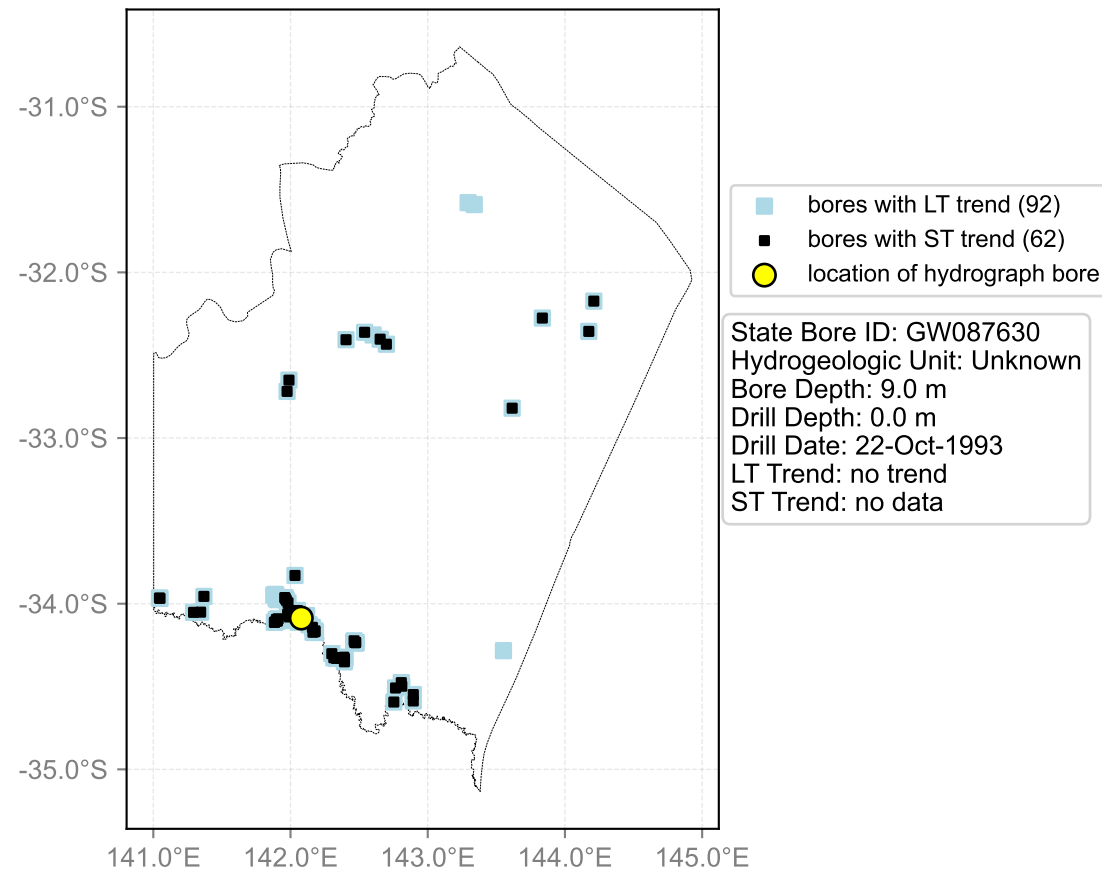 -31.0°S
-32.0°S
-33.0°S
-34.0°S
-35.0°S
141.0°E 142.0°E 143.0°E 144.0°E 145.0°E
bores with LT trend (92)
bores with ST trend (62)
location of hydrograph bore
State Bore ID: GW087630
Hydrogeologic Unit: Unknown
Bore Depth: 9.0 m
Drill Depth: 0.0 m
Drill Date: 22-Oct-1993
LT Trend: no trend
ST Trend: no data